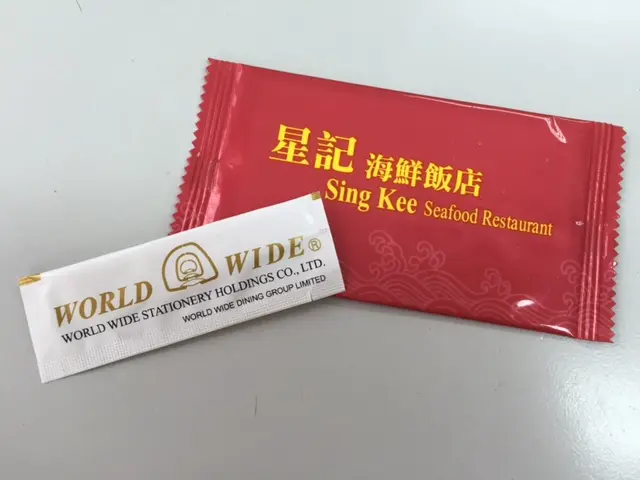 星記 海鮮飯店
Sing Kee Seafood Restaurant
WORLD WIDE®
WORLD WIDE STATIONERY HOLDINGS CO., LTD.
WORLD WIDE DINING GROUP LIMITED